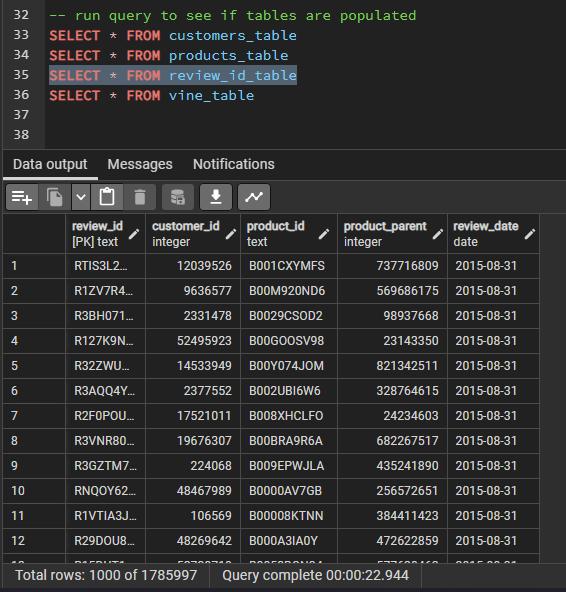 32 -- run query to see if tables are populated
33 SELECT * FROM customers_table
34 SELECT * FROM products_table
35 SELECT * FROM review_id_table
36 SELECT * FROM vine_table
37
38
Data output Messages Notifications
review_id customer_id product_id product_parent review_date
[PK] text integer text integer date
1 RTIS3L2... 12039526 B001CXYMFS 737716809 2015-08-31
2 R1ZV7R4... 9636577 B00M920ND6 569686175 2015-08-31
3 R3BH071... 2331478 B0029CSOD2 98937668 2015-08-31
4 R127K9N... 52495923 B00GOOSV98 23143350 2015-08-31
5 R32ZWU... 14533949 B00Y074JOM 821342511 2015-08-31
6 R3AQQ4Y... 2377552 B002UBI6W6 328764615 2015-08-31
7 R2F0POU... 17521011 B008XHCLFO 24234603 2015-08-31
8 R3VNR80... 19676307 B00BRA9R6A 682267517 2015-08-31
9 R3GZTM7... 224068 B009EPWJLA 435241890 2015-08-31
10 RNQOY62... 48467989 B0000AV7GB 256572651 2015-08-31
11 R1VTIA3J... 106569 B00008KTNN 384411423 2015-08-31
12 R29DOU8... 48269642 B000A3IA0Y 472622859 2015-08-31
Total rows: 1000 of 1785997 Query complete 00:00:22.944